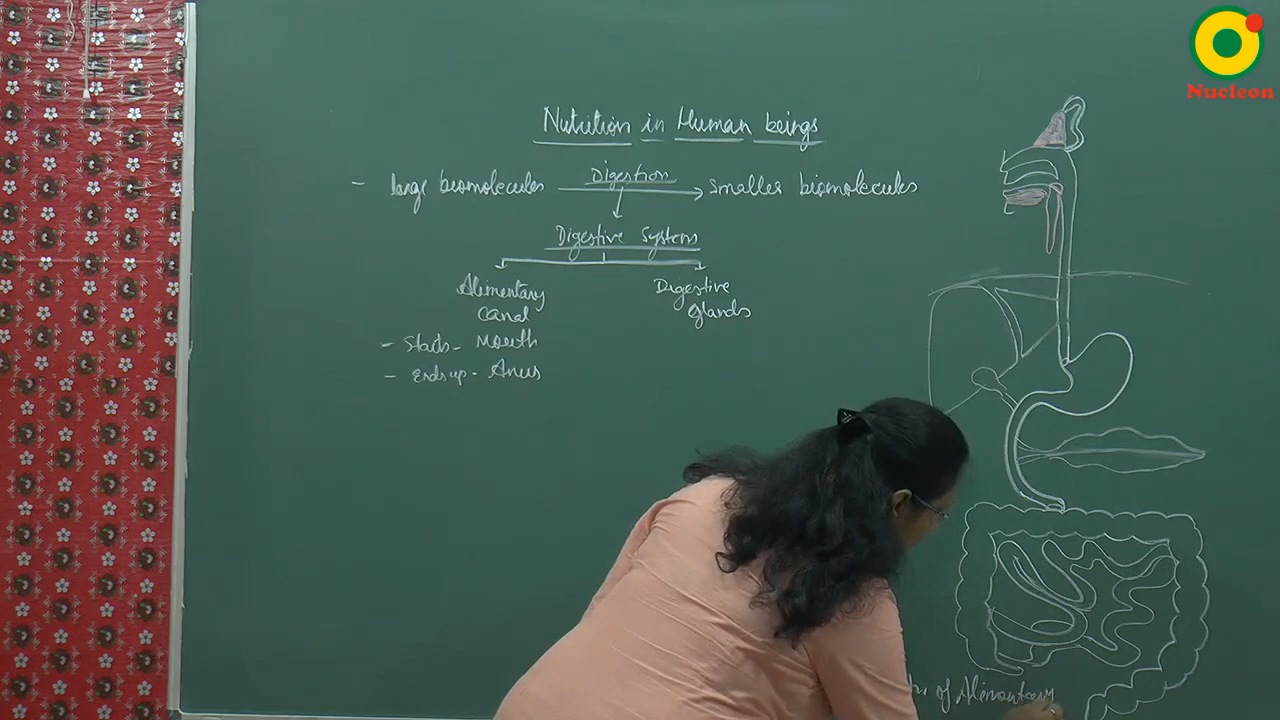 Nucleon
Nutrition in Human beings
- large biomolecules Digestion smaller biomolecules
Digestive System
Alimentary canal
Digestive glands
- Starts - Mouth
- Ends up - Anus
of Alimentary